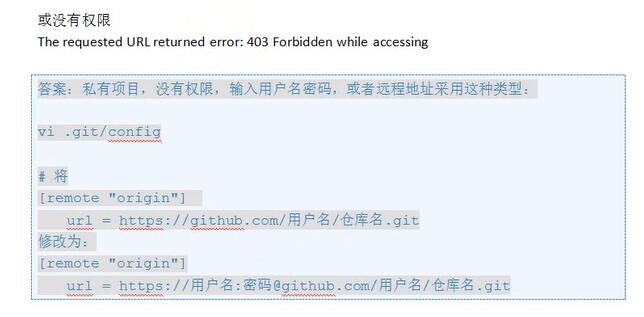 或没有权限
The requested URL returned error: 403 Forbidden while accessing
答案：私有项目，没有权限，输入用户名密码，或者远程地址采用这种类型：
vi .git/config
# 将
[remote "origin"]
url = https://github.com/用户名/仓库名.git
修改为：
[remote "origin"]
url = https://用户名:密码@github.com/用户名/仓库名.git